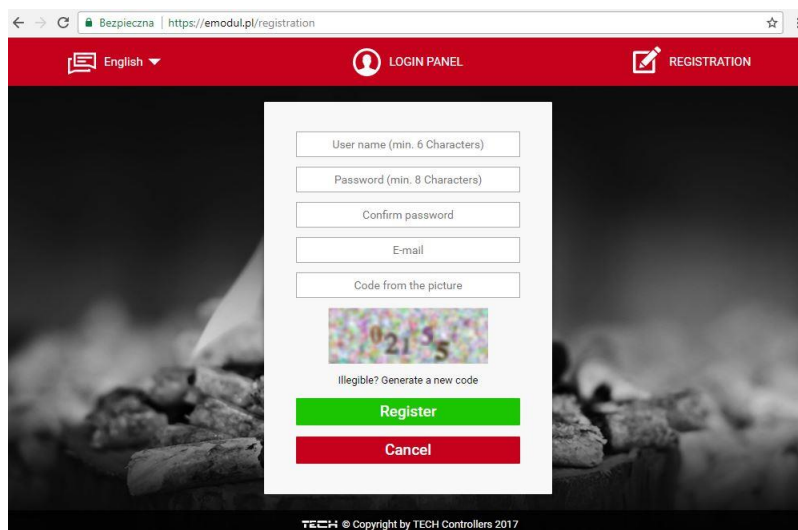 Bezpieczna | https://emodul.pl/registration
English LOGIN PANEL REGISTRATION
User name (min. 6 Characters)
Password (min. 8 Characters)
Confirm password
E-mail
Code from the picture
Illegible? Generate a new code
Register
Cancel
TECH © Copyright by TECH Controllers 2017